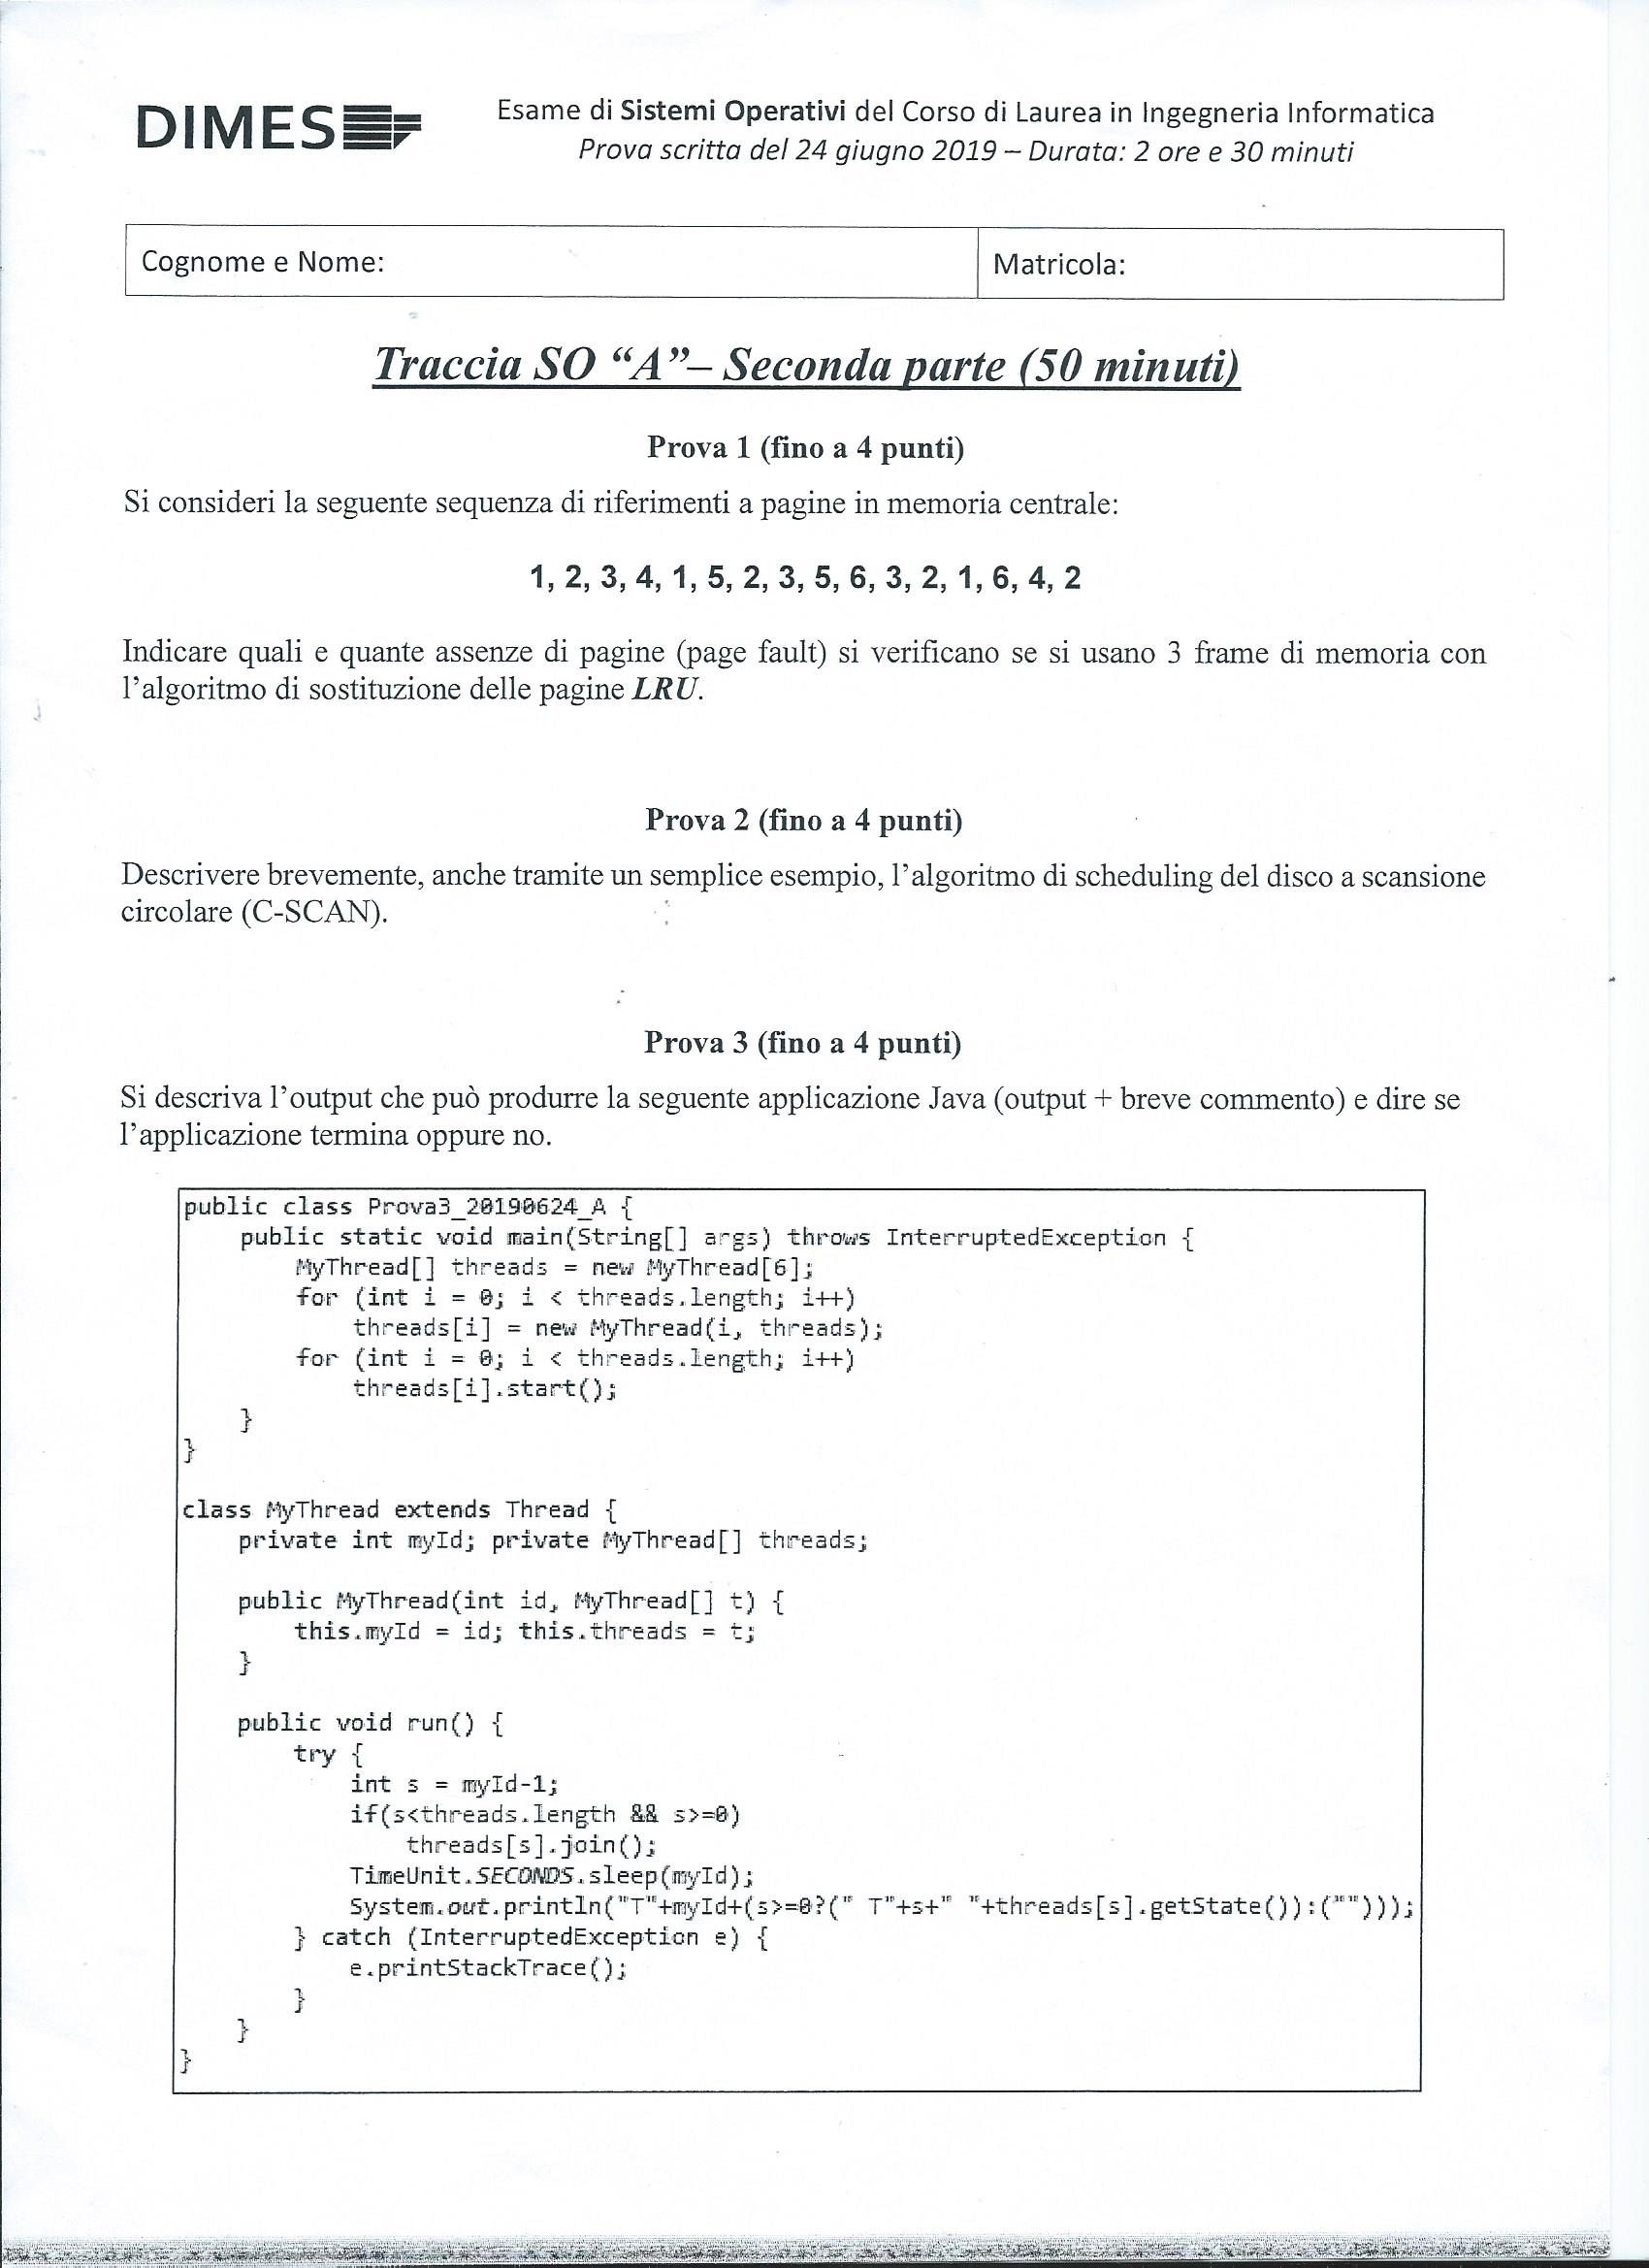 DIMES
Esame di Sistemi Operativi del Corso di Laurea in Ingegneria Informatica
Prova scritta del 24 giugno 2019 – Durata: 2 ore e 30 minuti
Cognome e Nome:
Matricola:
Traccia SO “A”– Seconda parte (50 minuti)
Prova 1 (fino a 4 punti)
Si consideri la seguente sequenza di riferimenti a pagine in memoria centrale:
1, 2, 3, 4, 1, 5, 2, 3, 5, 6, 3, 2, 1, 6, 4, 2
Indicare quali e quante assenze di pagine (page fault) si verificano se si usano 3 frame di memoria con
l’algoritmo di sostituzione delle pagine LRU.
Prova 2 (fino a 4 punti)
Descrivere brevemente, anche tramite un semplice esempio, l’algoritmo di scheduling del disco a scansione
circolare (C-SCAN).
Prova 3 (fino a 4 punti)
Si descriva l’output che può produrre la seguente applicazione Java (output + breve commento) e dire se
l’applicazione termina oppure no.
public class Prova3_20190624_A {
    public static void main(String[] args) throws InterruptedException {
        MyThread[] threads = new MyThread[6];
        for (int i = 0; i < threads.length; i++)
            threads[i] = new MyThread(i, threads);
        for (int i = 0; i < threads.length; i++)
            threads[i].start();
    }
}
class MyThread extends Thread {
    private int myId; private MyThread[] threads;
    public MyThread(int id, MyThread[] t) {
        this.myId = id; this.threads = t;
    }
    public void run() {
        try {
            int s = myId-1;
            if(s<threads.length && s>=0)
                threads[s].join();
            TimeUnit.SECONDS.sleep(myId);
            System.out.println("T"+myId+(s>=0?(" T"+s+" "+threads[s].getState()):("")));
        } catch (InterruptedException e) {
            e.printStackTrace();
        }
    }
}